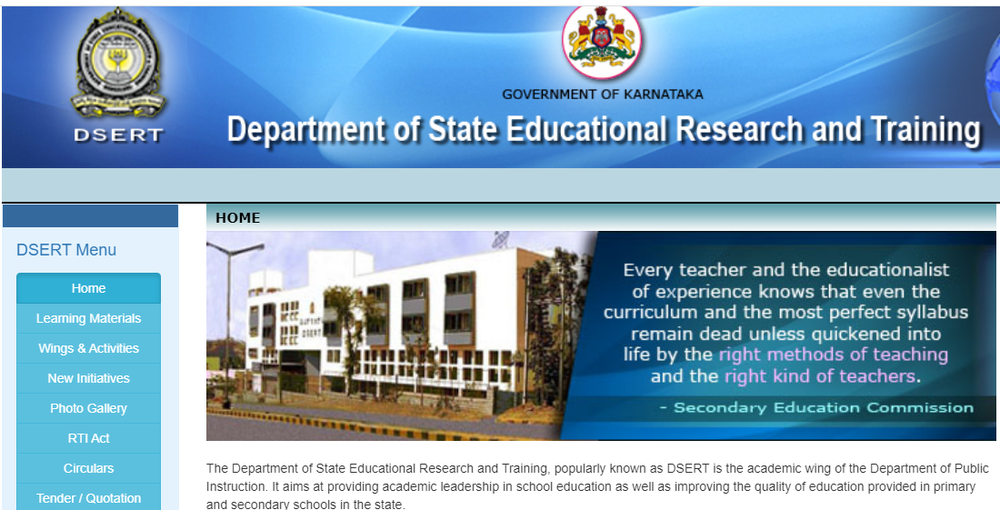 DSERT
GOVERNMENT OF KARNATAKA
Department of State Educational Research and Training
DSERT Menu
Home
Learning Materials
Wings & Activities
New Initiatives
Photo Gallery
RTI Act
Circulars
Tender / Quotation
HOME
DSERT
Every teacher and the educationalist
of experience knows that even the
curriculum and the most perfect syllabus
remain dead unless quickened into
life by the right methods of teaching
and the right kind of teachers.
- Secondary Education Commission
The Department of State Educational Research and Training, popularly known as DSERT is the academic wing of the Department of Public
Instruction. It aims at providing academic leadership in school education as well as improving the quality of education provided in primary
and secondary schools in the state.